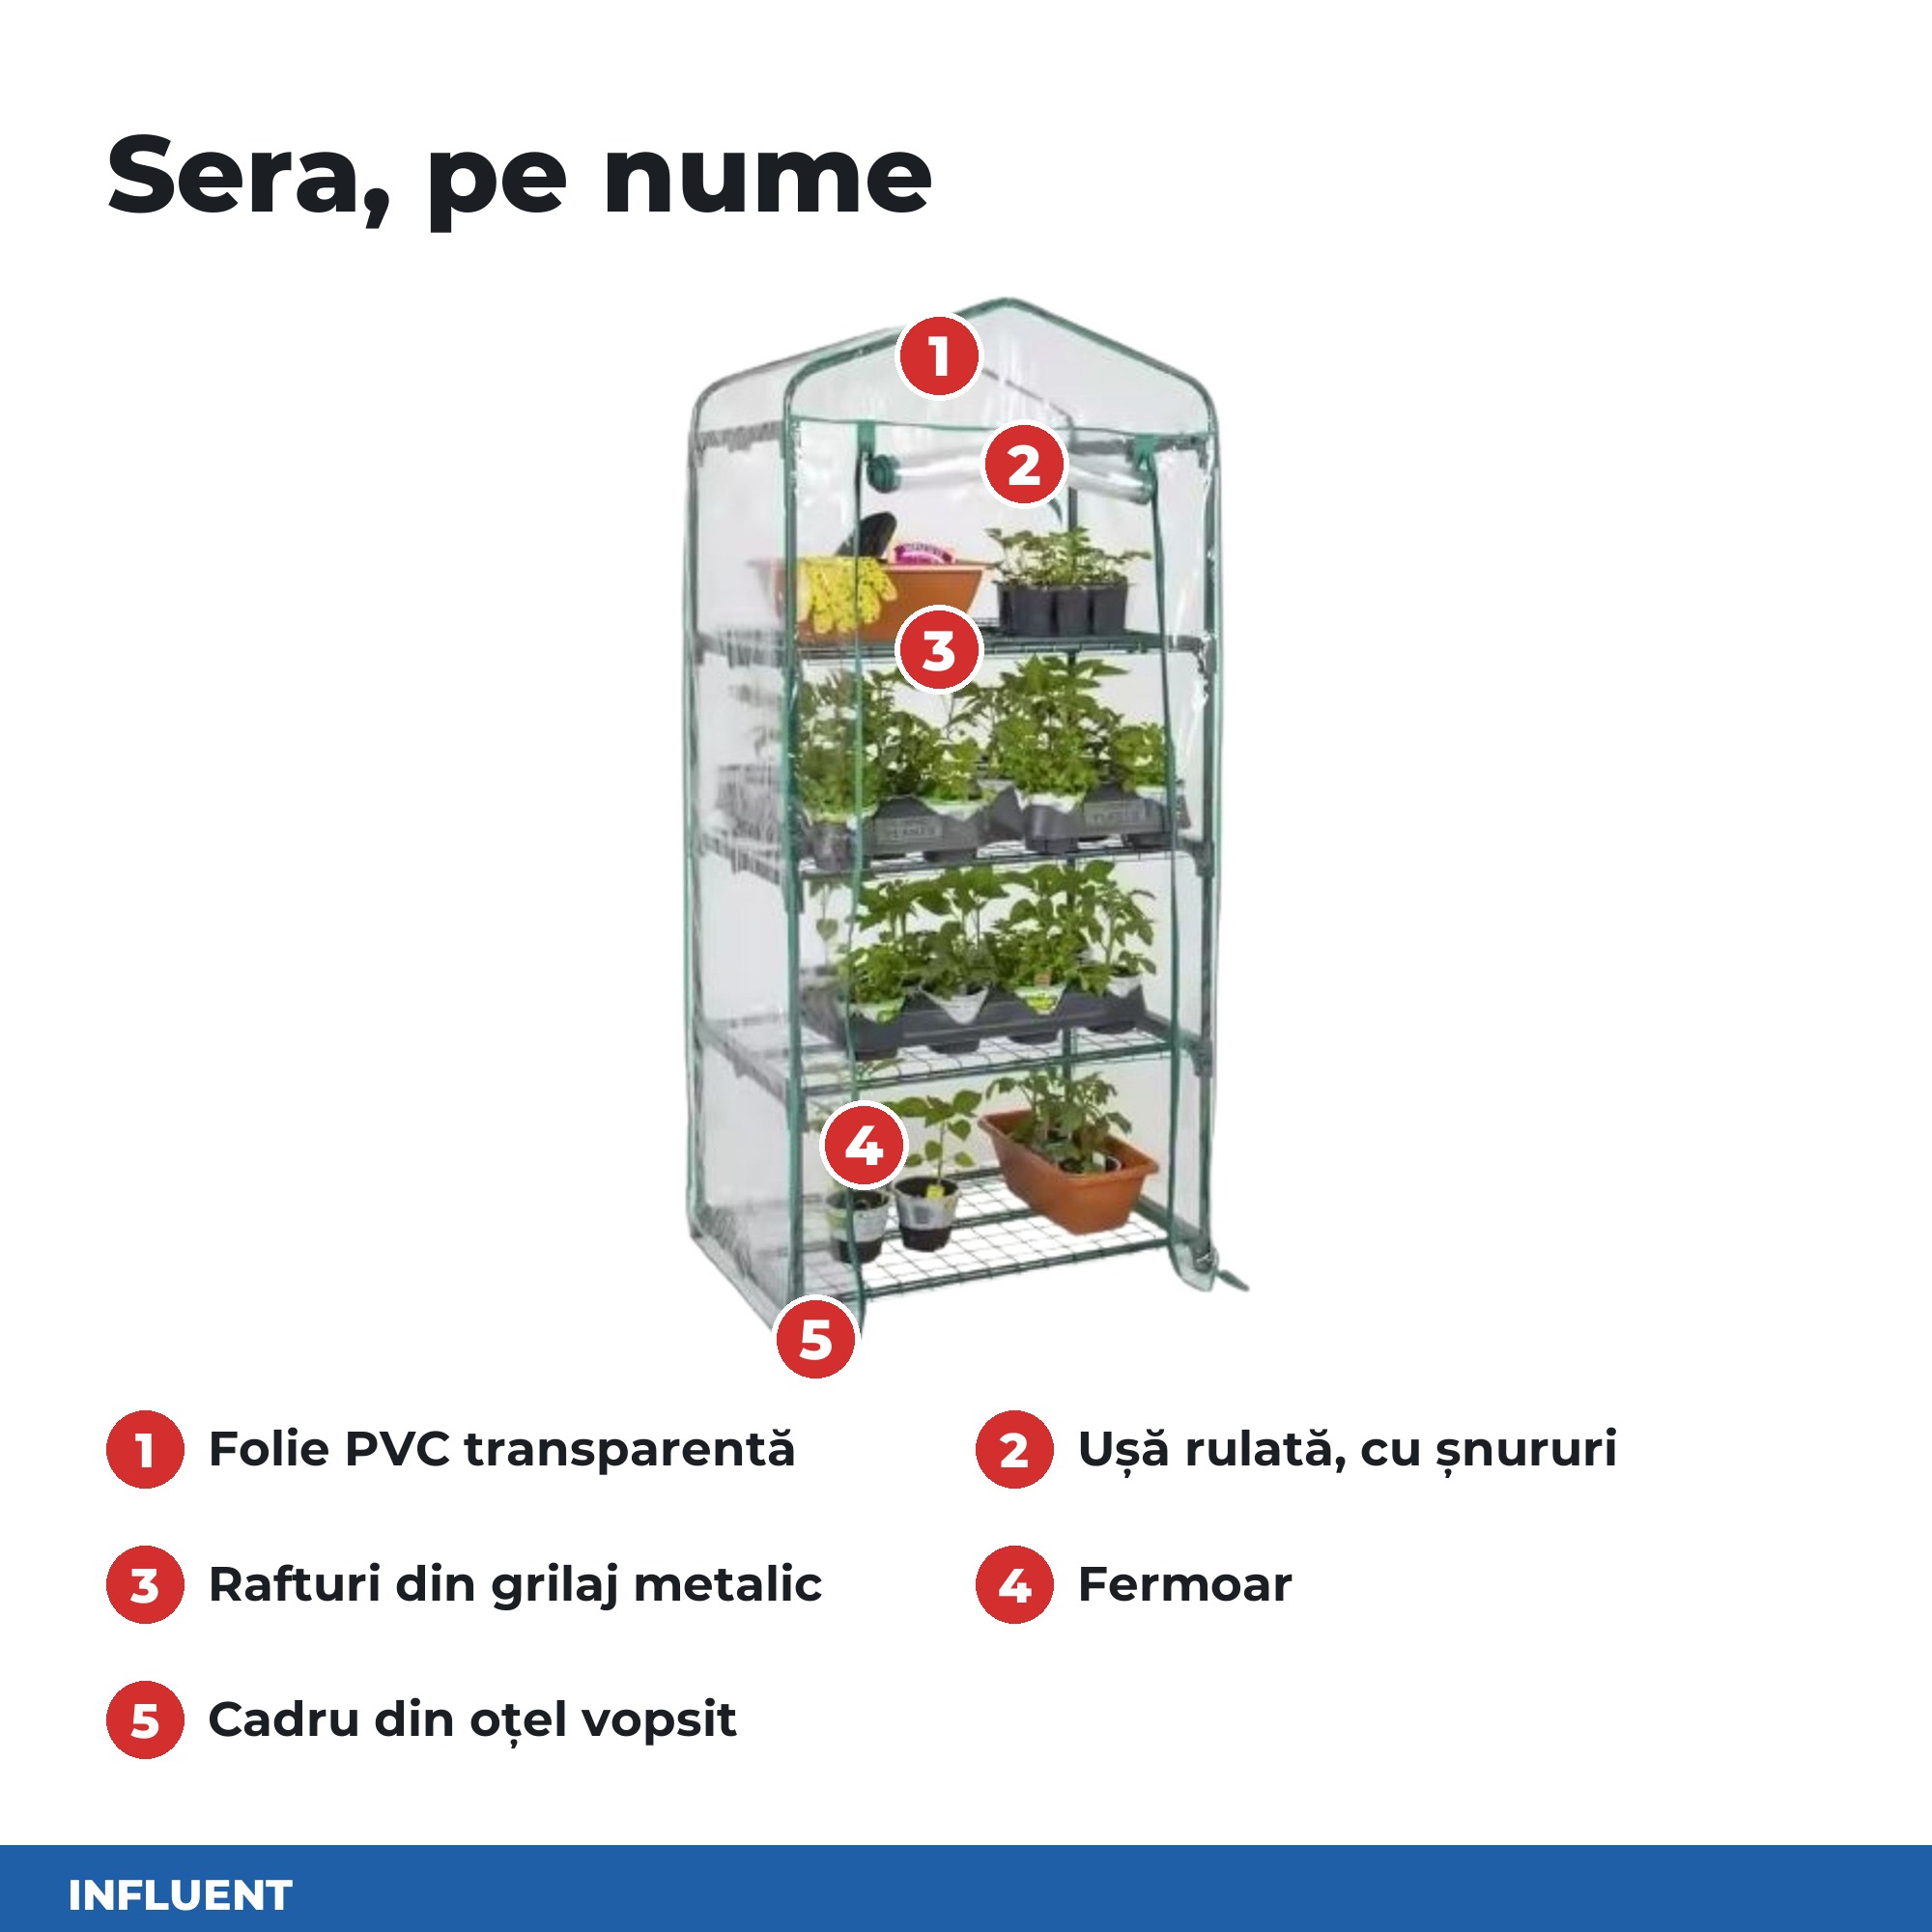 Sera, pe nume
1
2
3
4
5
1 Folie PVC transparentă
2 Ușă rulată, cu șnururi
3 Rafturi din grilaj metalic
4 Fermoar
5 Cadru din oțel vopsit
INFLUENT